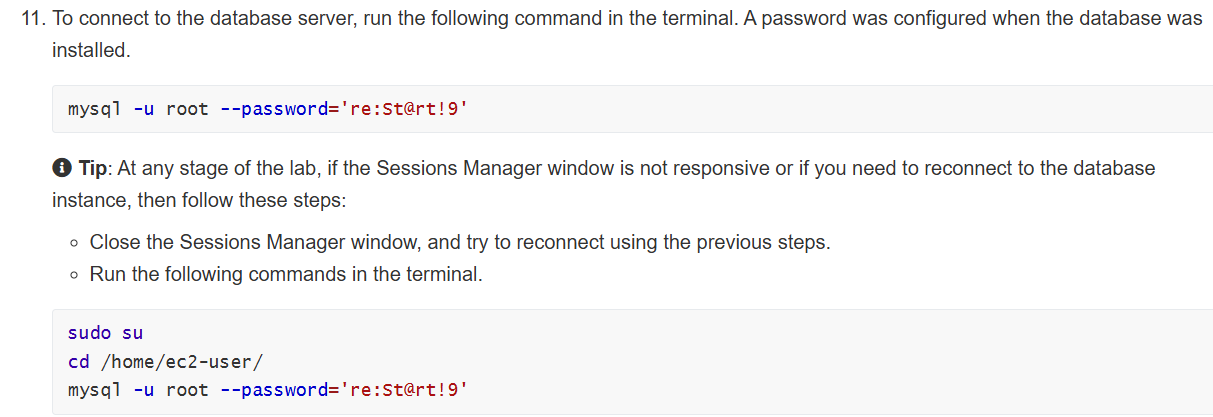 11. To connect to the database server, run the following command in the terminal. A password was configured when the database was
installed.
mysql -u root --password='re:St@rt!9'
Tip: At any stage of the lab, if the Sessions Manager window is not responsive or if you need to reconnect to the database
instance, then follow these steps:
Close the Sessions Manager window, and try to reconnect using the previous steps.
Run the following commands in the terminal.
sudo su
cd /home/ec2-user/
mysql -u root --password='re:St@rt!9'